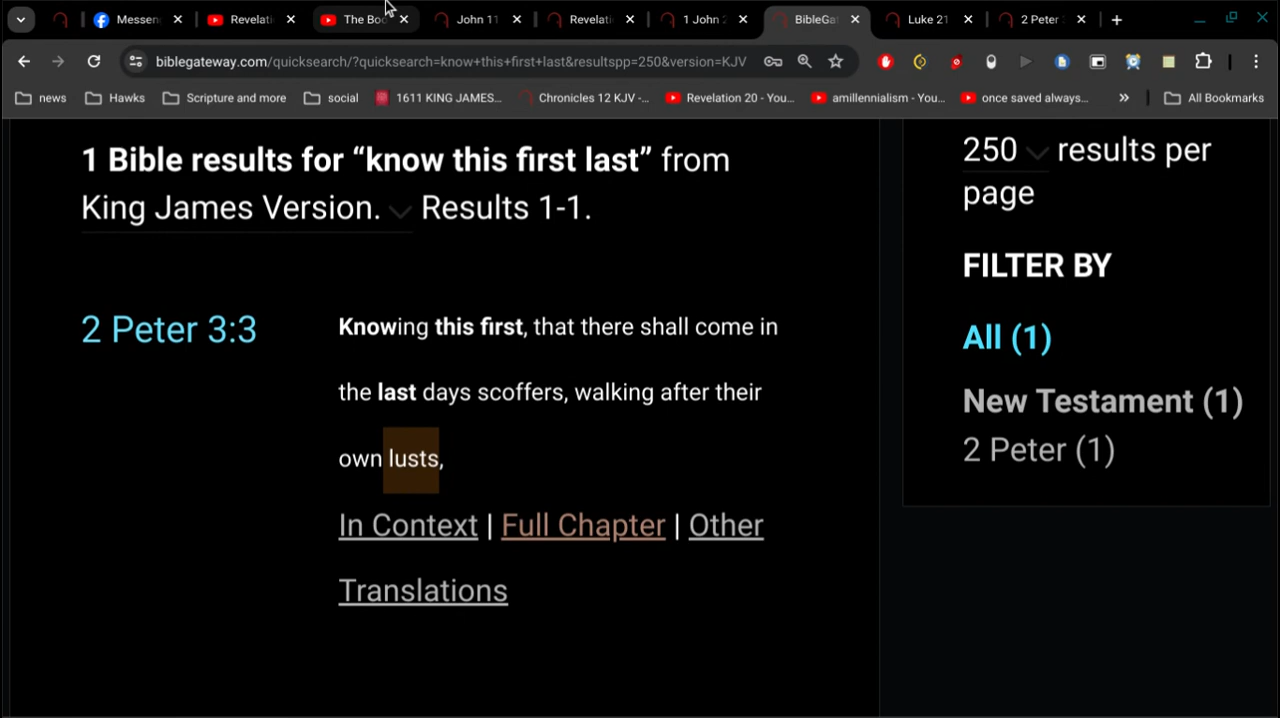 Messen
Revelati
The Boo
John 11
Revelati
1 John 2
BibleGa
Luke 21
2 Peter
biblegateway.com/quicksearch/?quicksearch=know+this+first+last&resultspp=250&version=KJV
news
Hawks
Scripture and more
social
1611 KING JAMES...
Chronicles 12 KJV -...
Revelation 20 - You...
amillennialism - You...
once saved always...
All Bookmarks
1 Bible results for “know this first last” from
King James Version. Results 1-1.
2 Peter 3:3
Knowing this first, that there shall come in
the last days scoffers, walking after their
own lusts,
In Context | Full Chapter | Other
Translations
250 results per
page
FILTER BY
All (1)
New Testament (1)
2 Peter (1)